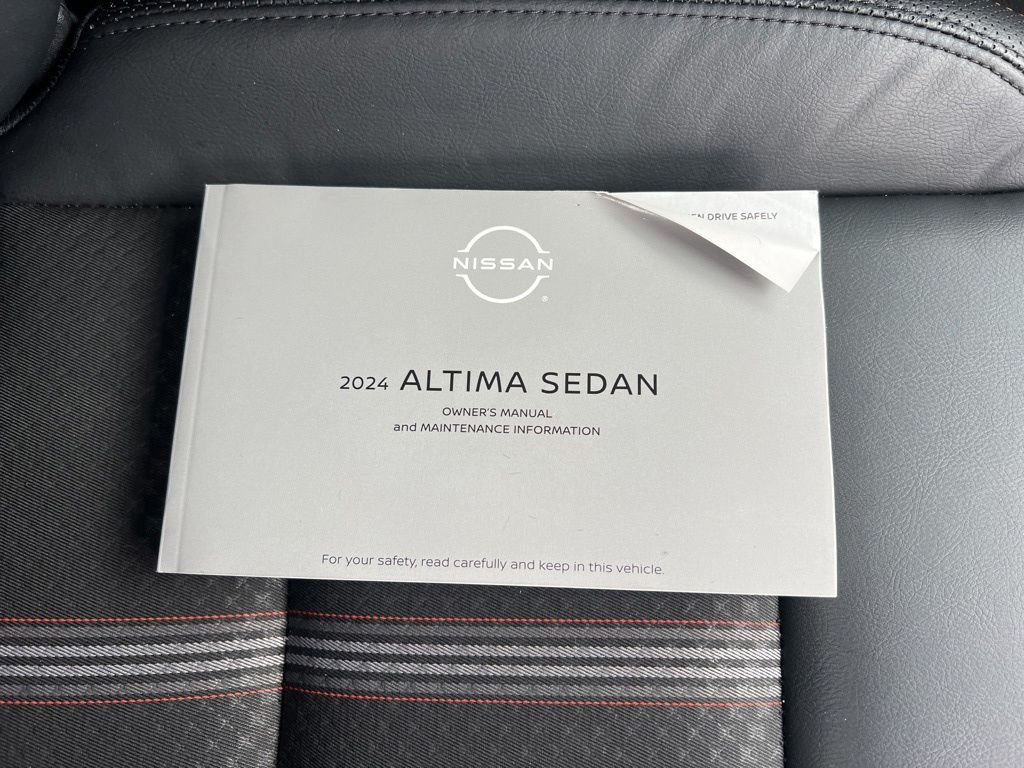 DRIVE SAFELY
NISSAN
®
2024 ALTIMA SEDAN
OWNER'S MANUAL
and MAINTENANCE INFORMATION
For your safety, read carefully and keep in this vehicle.